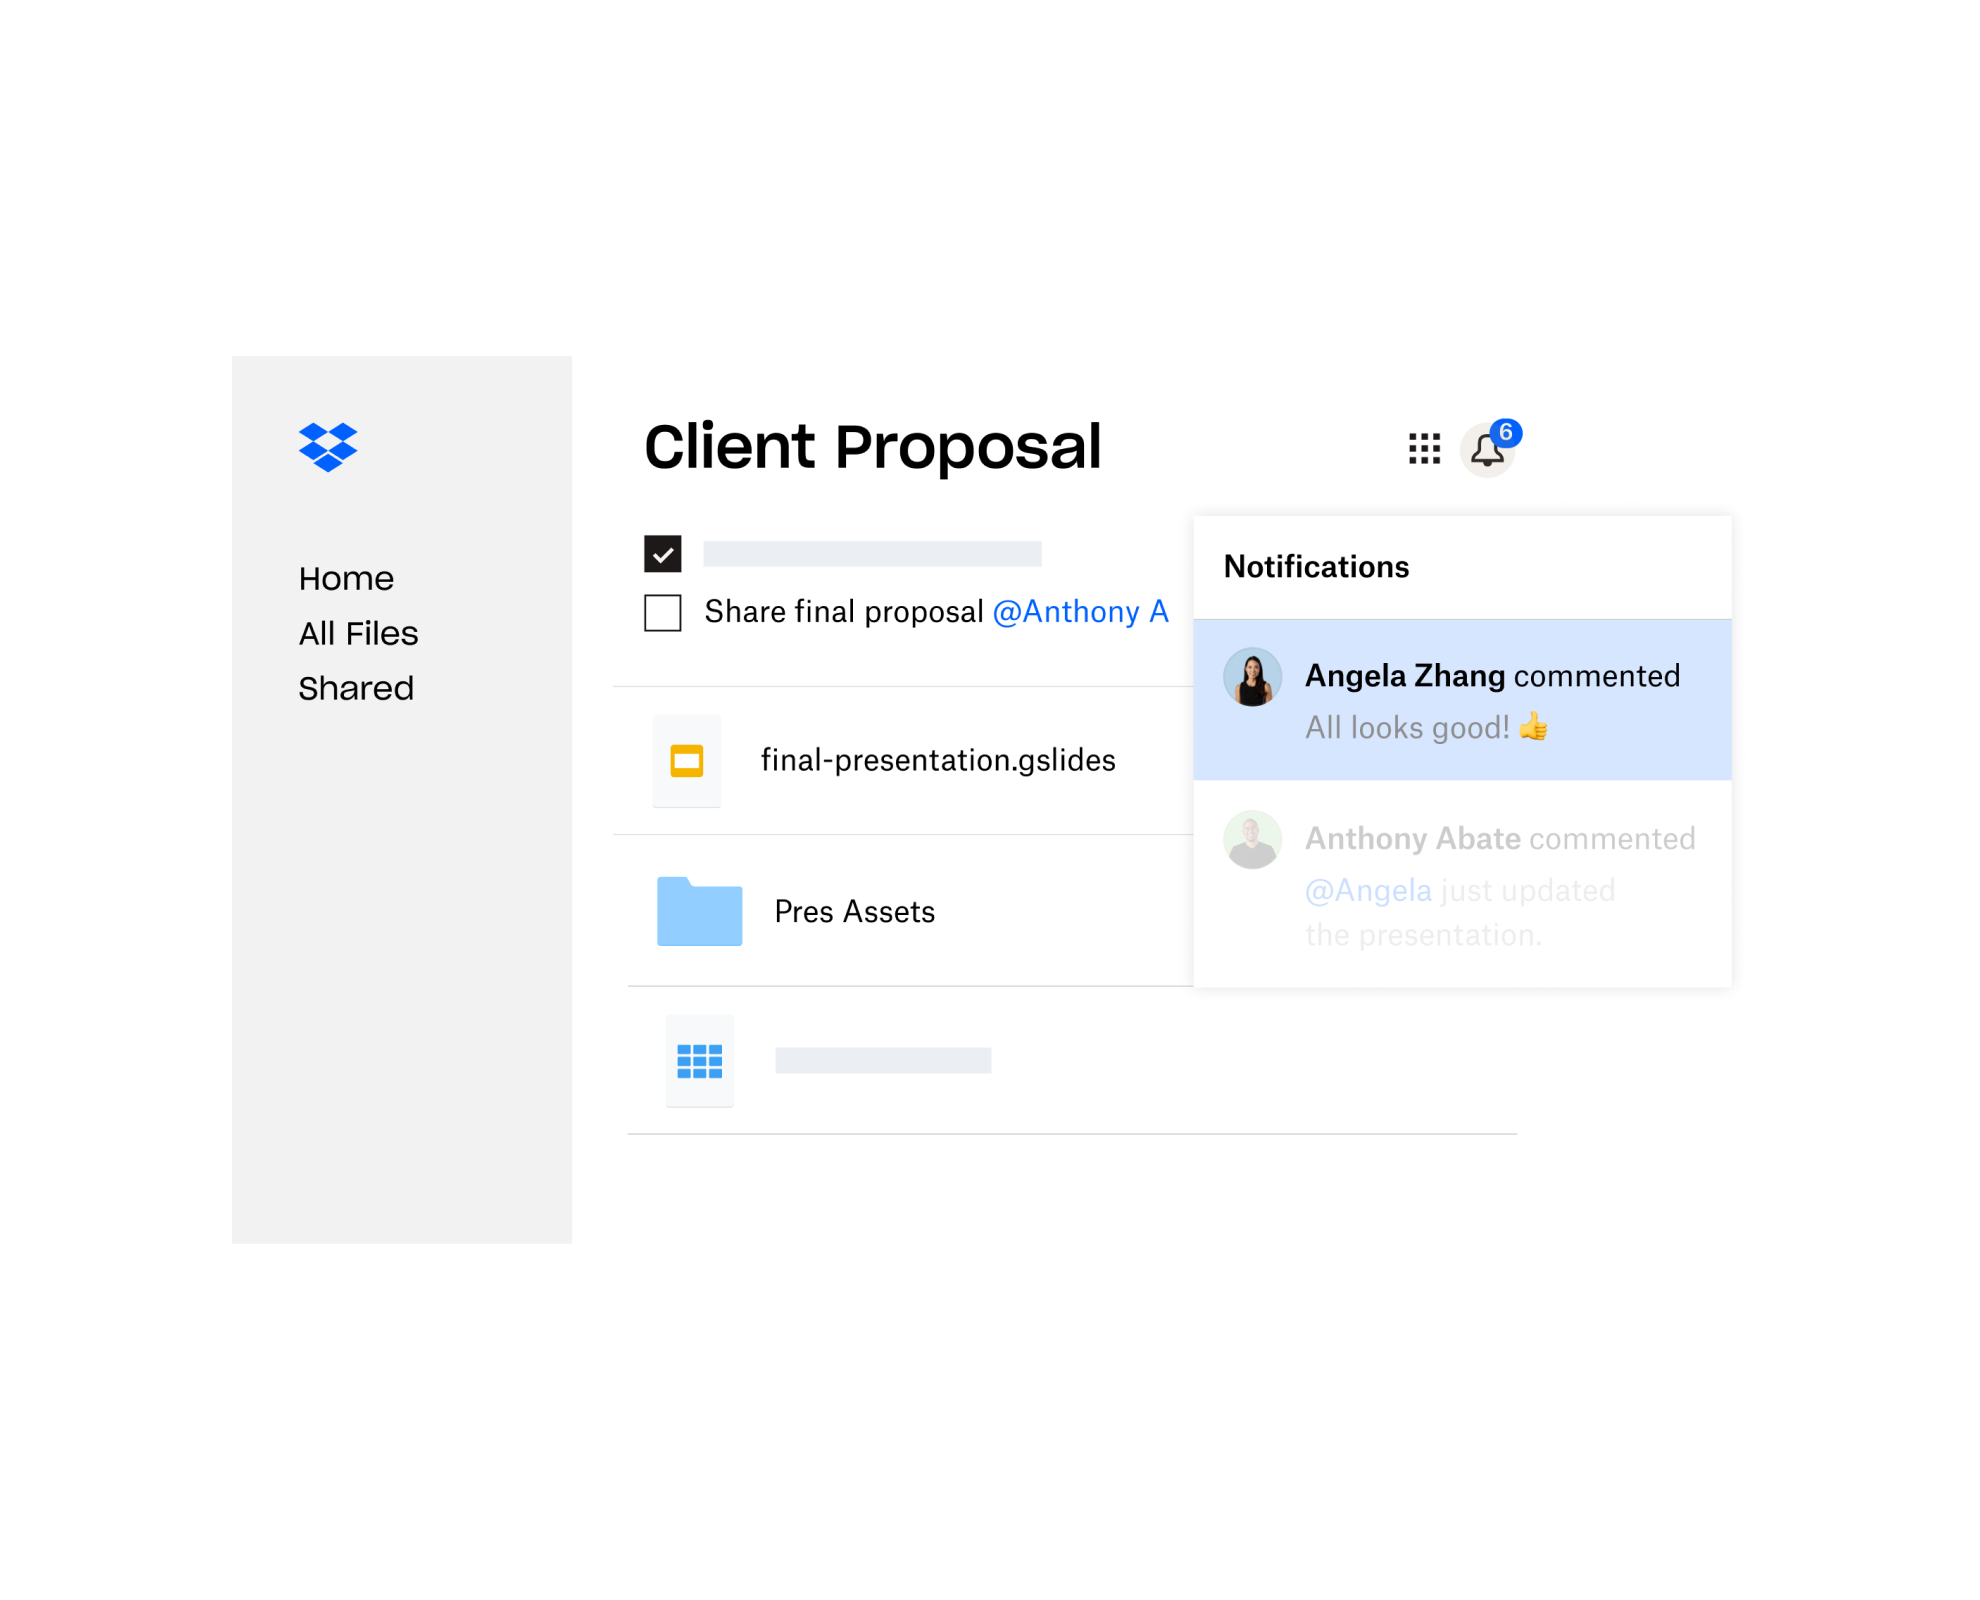 Client Proposal
6
Home
All Files
Shared
Share final proposal @Anthony A
final-presentation.gslides
Pres Assets
Notifications
Angela Zhang commented
All looks good! 👍
Anthony Abate commented
@Angela just updated
the presentation.